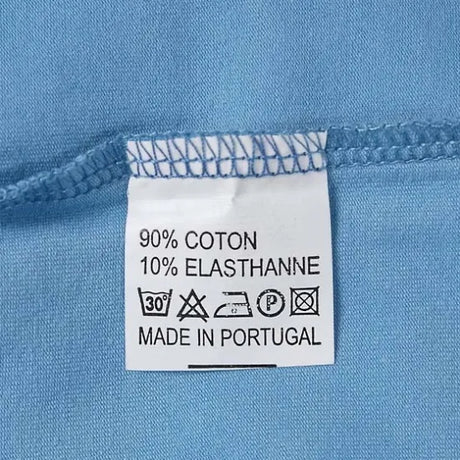 90% COTON
10% ELASTHANNE
30° P
MADE IN PORTUGAL